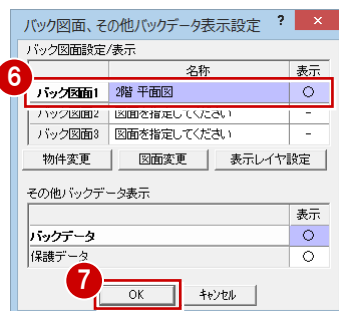 バック図面、その他バックデータ表示設定 ? ×
バック図面設定/表示
6
名称 表示
バック図面1 2階 平面図 ○
バック図面2 図面を指定してください -
バック図面3 図面を指定してください -
物件変更 図面変更 表示レイヤ設定
その他バックデータ表示
表示
バックデータ ○
保護データ ○
7
OK キャンセル